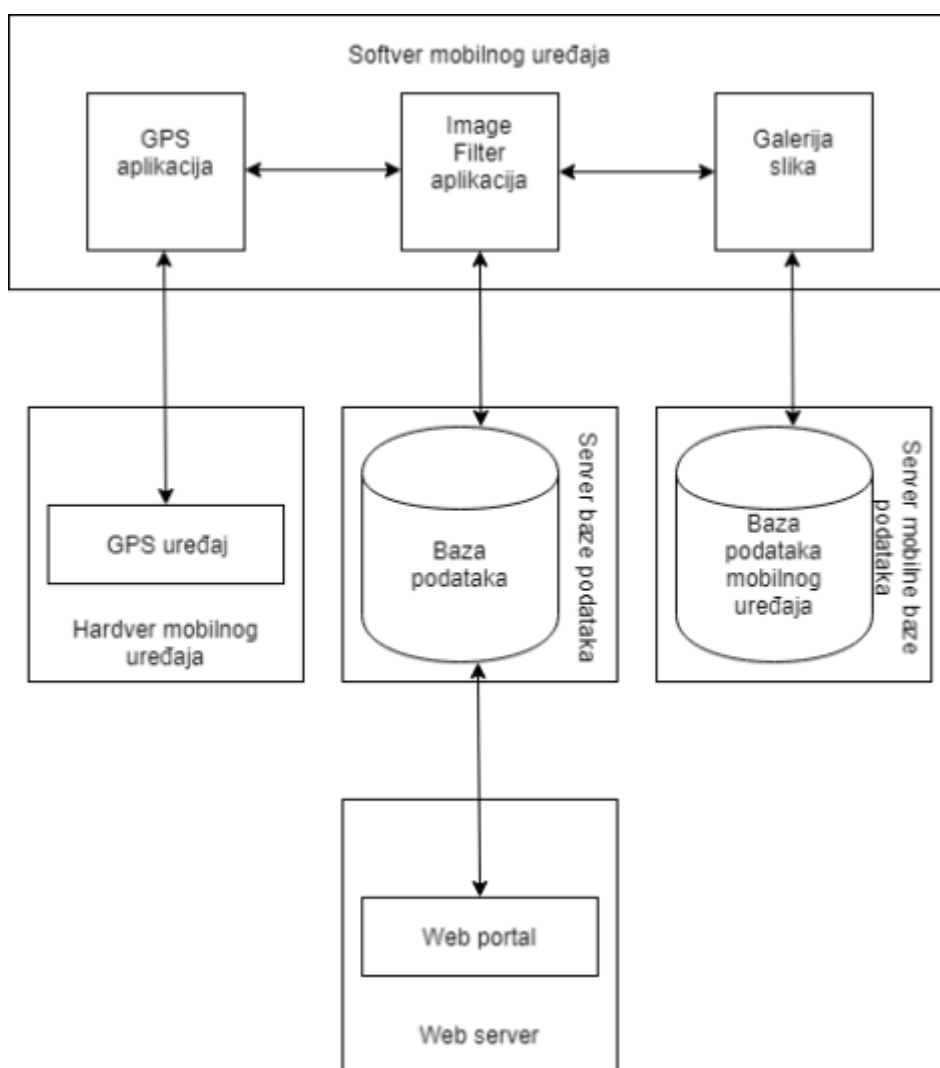 Softver mobilnog uređaja
GPS
aplikacija
Image
Filter
aplikacija
Galerija
slika
GPS uređaj
Hardver mobilnog
uređaja
Baza
podataka
Server baze podataka
Baza
podataka
mobilnog
uređaja
Server mobilne baze
podataka
Web portal
Web server